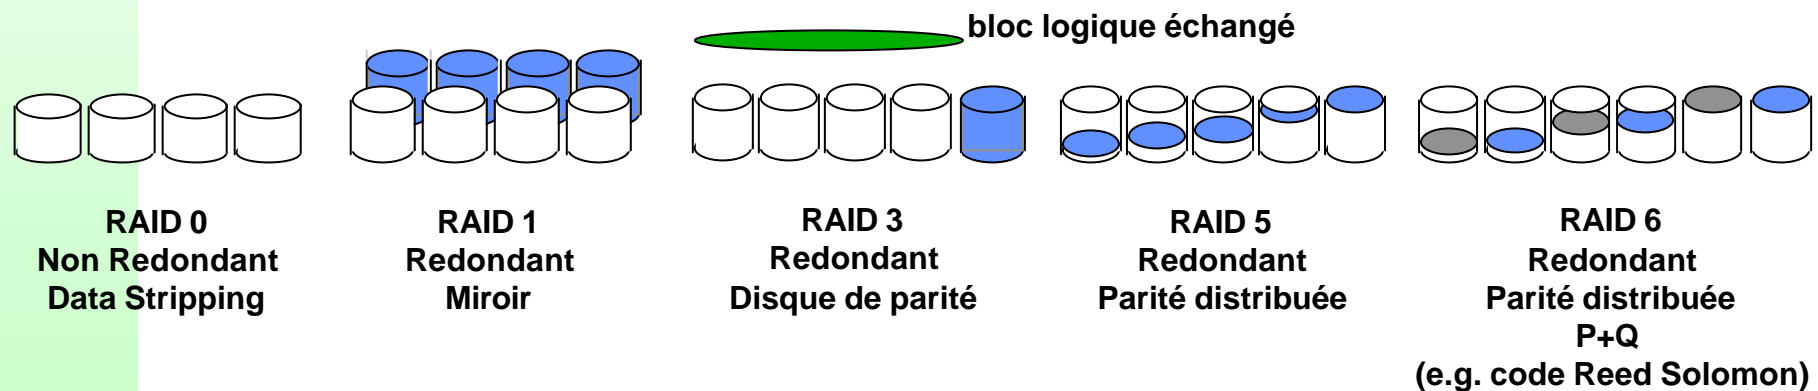 bloc logique échangé
RAID 0
Non Redondant
Data Stripping
RAID 1
Redondant
Miroir
RAID 3
Redondant
Disque de parité
RAID 5
Redondant
Parité distribuée
RAID 6
Redondant
Parité distribuée
P+Q
(e.g. code Reed Solomon)